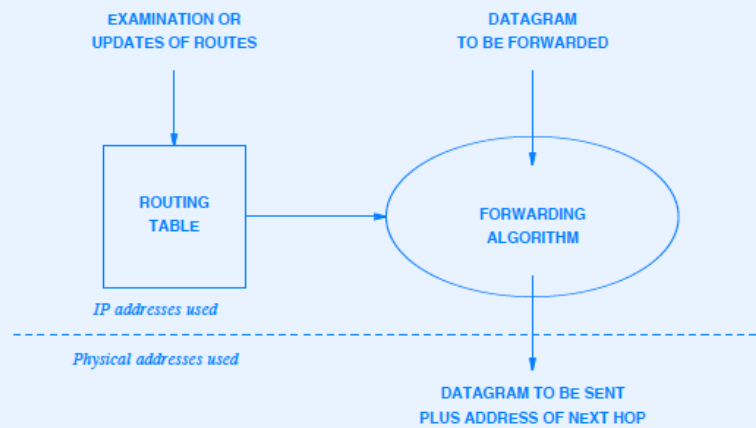 EXAMINATION OR
UPDATES OF ROUTES
DATAGRAM
TO BE FORWARDED
ROUTING
TABLE
FORWARDING
ALGORITHM
IP addresses used
Physical addresses used
DATAGRAM TO BE SENT
PLUS ADDRESS OF NEXT HOP